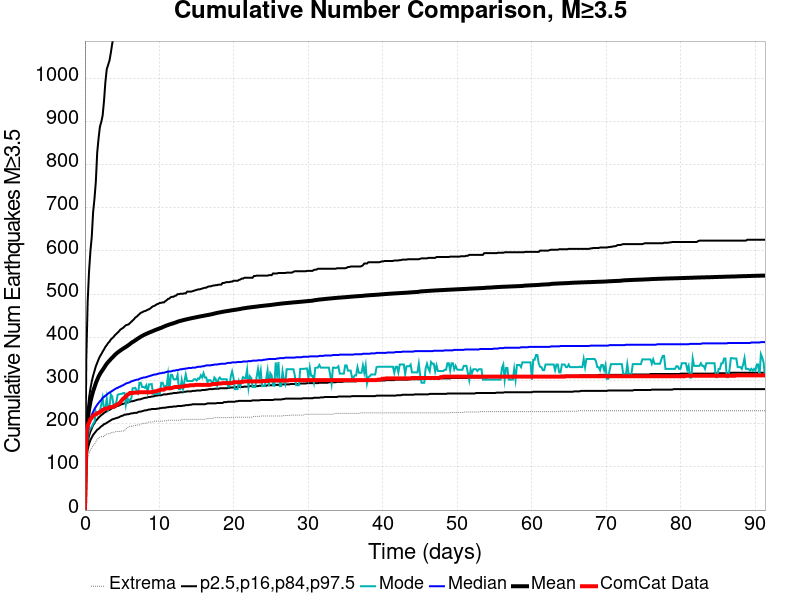 Cumulative Number Comparison, M≥3.5
Cumulative Num Earthquakes M≥3.5
1000
900
800
700
600
500
400
300
200
100
0
0 10 20 30 40 50 60 70 80 90
Time (days)
Extrema p2.5,p16,p84,p97.5 Mode Median Mean ComCat Data